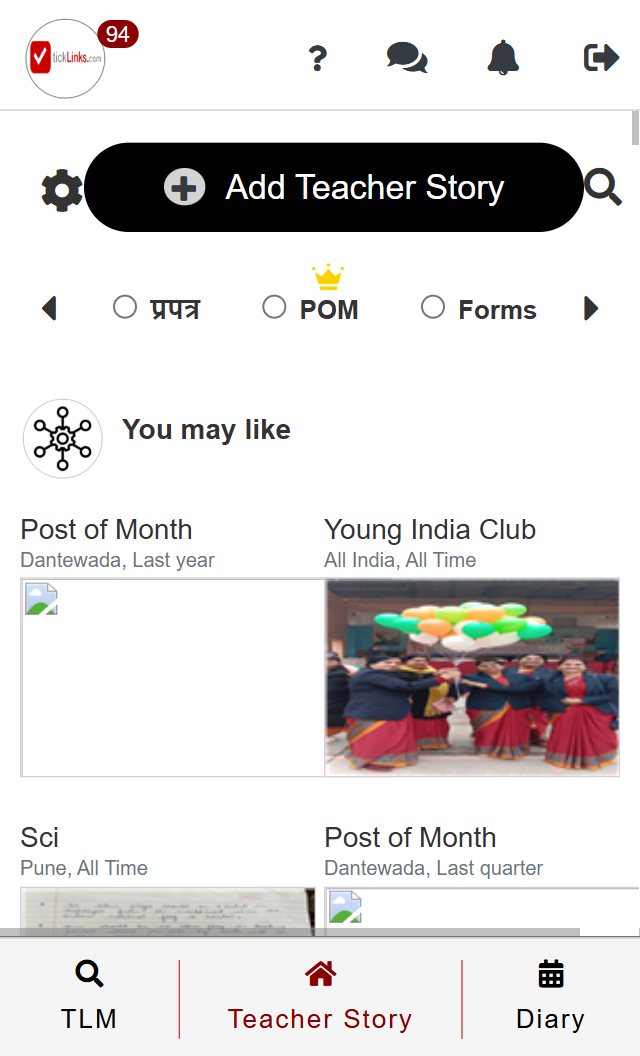 94
tickLinks.com
?
Add Teacher Story
प्रपत्र
POM
Forms
You may like
Post of Month
Dantewada, Last year
Young India Club
All India, All Time
Sci
Pune, All Time
Post of Month
Dantewada, Last quarter
TLM
Teacher Story
Diary